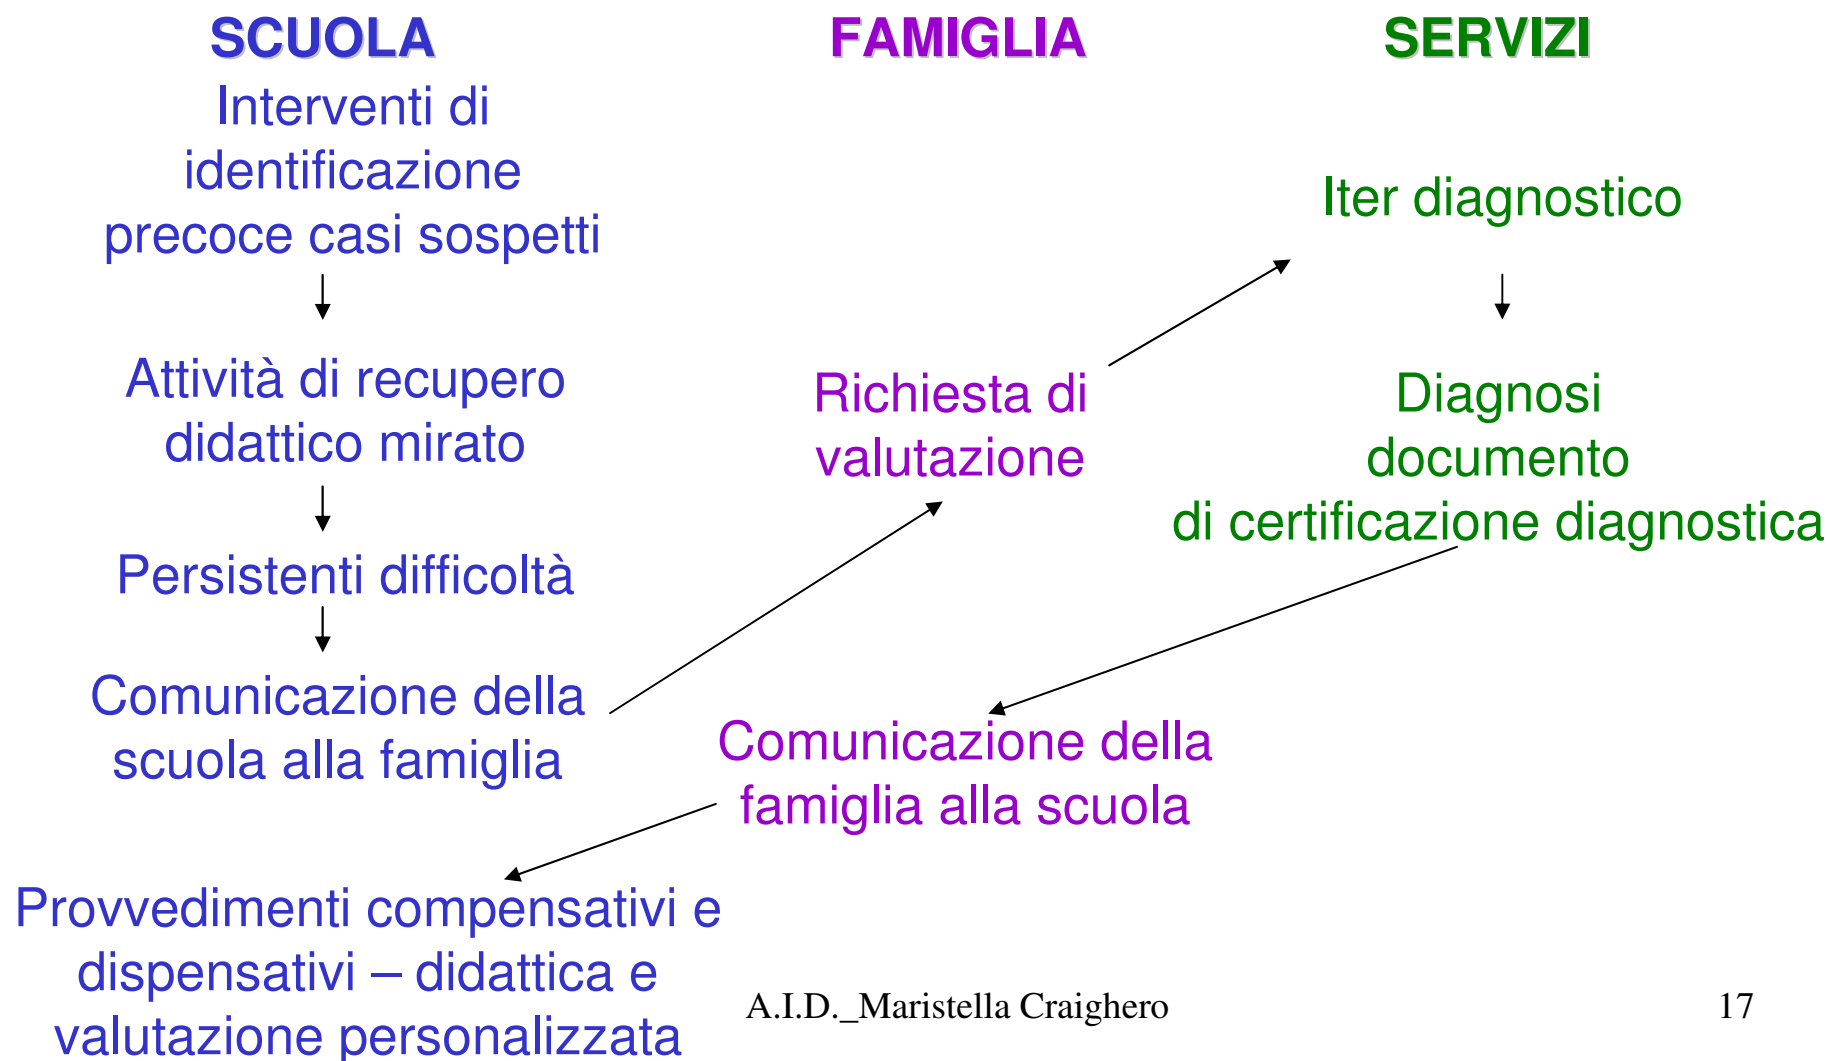 SCUOLA
Interventi di
identificazione
precoce casi sospetti
Attività di recupero
didattico mirato
Persistenti difficoltà
Comunicazione della
scuola alla famiglia
Provvedimenti compensativi e
dispensativi – didattica e
valutazione personalizzata
FAMIGLIA
Richiesta di
valutazione
Comunicazione della
famiglia alla scuola
SERVIZI
Iter diagnostico
Diagnosi
documento
di certificazione diagnostica
A.I.D._Maristella Craighero
17